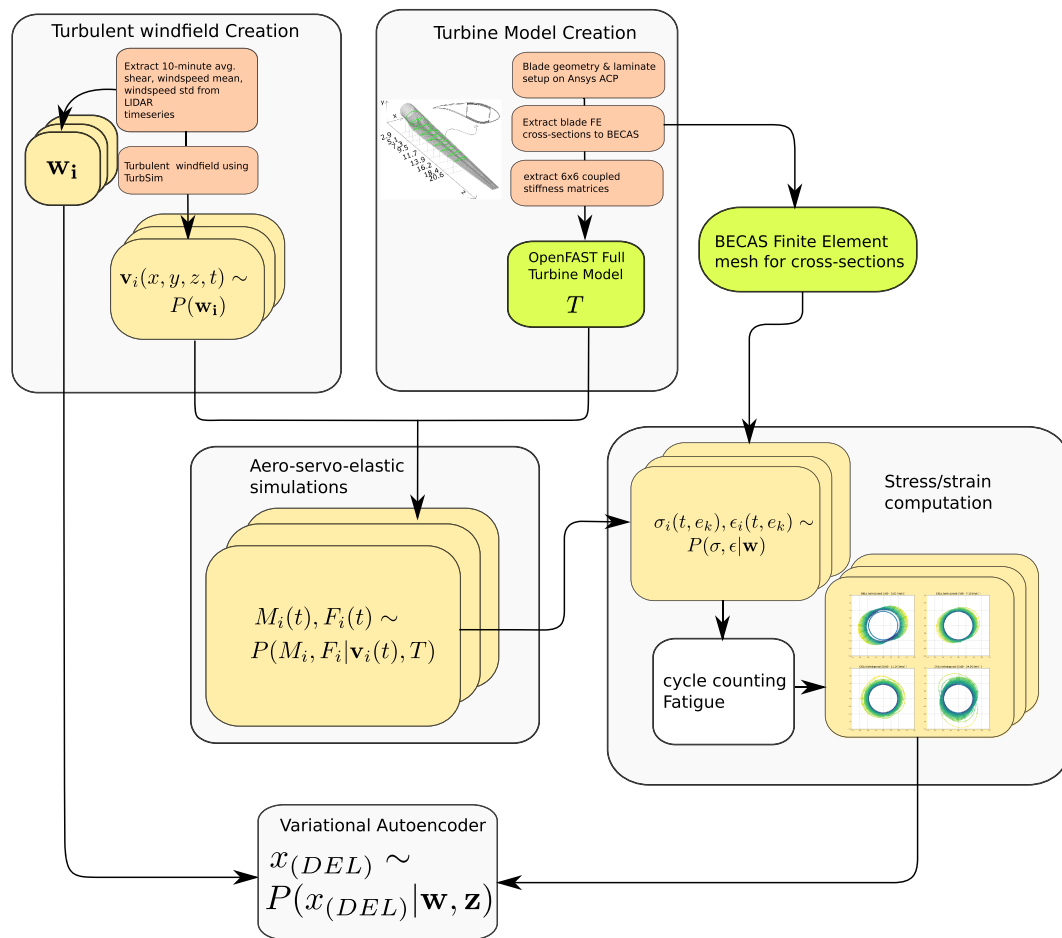 Turbulent windfield Creation
Extract 10-minute avg.
shear, windspeed mean,
windspeed std from
LIDAR
timeseries
w_i
Turbulent windfield using
TurbSim
v_i(x, y, z, t) ∼
P(w_i)
Turbine Model Creation
Blade geometry & laminate
setup on Ansys ACP
Extract blade FE
cross-sections to BECAS
extract 6x6 coupled
stiffness matrices
OpenFAST Full
Turbine Model
T
BECAS Finite Element
mesh for cross-sections
Aero-servo-elastic
simulations
M_i(t), F_i(t) ∼
P(M_i, F_i|v_i(t), T)
Stress/strain
computation
σ_i(t, e_k), ϵ_i(t, e_k) ∼
P(σ, ϵ|w)
cycle counting
Fatigue
Variational Autoencoder
x_(DEL) ∼
P(x_(DEL)|w, z)